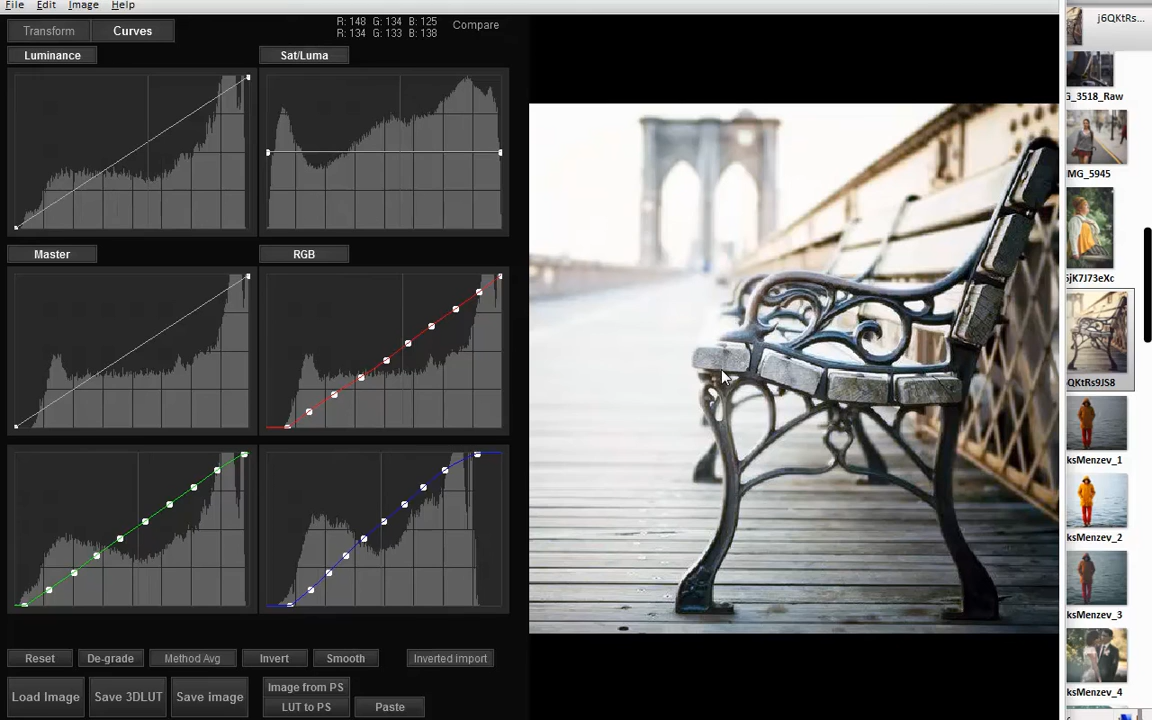 File Edit Image Help
Transform Curves
R: 148 G: 134 B: 125
R: 134 G: 133 B: 138
Compare
j6QKtRs...
Luminance Sat/Luma
G_3518_Raw
MG_5945
Master RGB
6jK7J73eXc
QKtRs9JS8
ksMenzev_1
ksMenzev_2
ksMenzev_3
Reset De-grade Method Avg Invert Smooth Inverted import
ksMenzev_4
Load Image Save 3DLUT Save image Image from PS
LUT to PS Paste